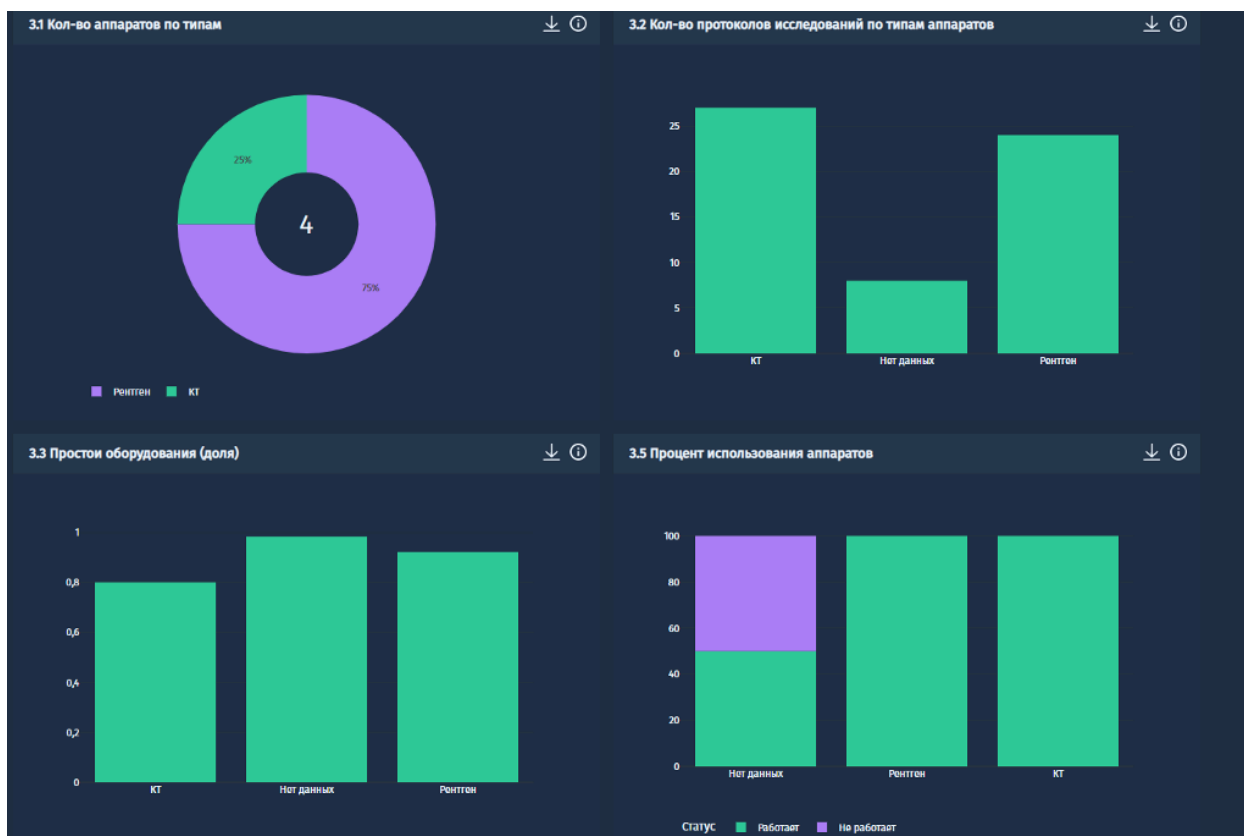 3.1 Кол-во аппаратов по типам
25%
4
75%
Рентген КТ
3.2 Кол-во протоколов исследований по типам аппаратов
25
20
15
10
5
0
КТ Нет данных Рентген
3.3 Простои оборудования (доля)
1
0,8
0,6
0,4
0,2
0
КТ Нет данных Рентген
3.5 Процент использования аппаратов
100
80
60
40
20
0
Нет данных Рентген КТ
Статус Работает Не работает